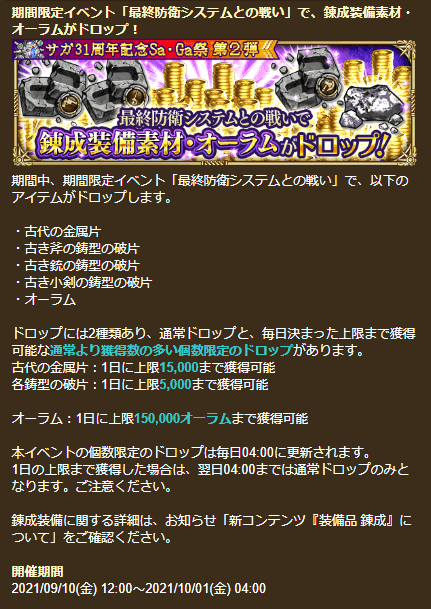 期間限定イベント「最終防衛システムとの戦い」で、錬成装備素材・
オーラムがドロップ！
サガ31周年記念Sa・Ga祭 第2弾
最終防衛システムとの戦いで
錬成装備素材・オーラムがドロップ!
期間中、期間限定イベント「最終防衛システムとの戦い」で、以下の
アイテムがドロップします。
・古代の金属片
・古き斧の鋳型の破片
・古き銃の鋳型の破片
・古き小剣の鋳型の破片
・オーラム
ドロップには2種類あり、通常ドロップと、毎日決まった上限まで獲得
可能な通常より獲得数の多い個数限定のドロップがあります。
古代の金属片：1日に上限15,000まで獲得可能
各鋳型の破片：1日に上限5,000まで獲得可能
オーラム：1日に上限150,000オーラムまで獲得可能
本イベントの個数限定のドロップは毎日04:00に更新されます。
1日の上限まで獲得した場合は、翌日04:00までは通常ドロップのみと
なります。ご注意ください。
錬成装備に関する詳細は、お知らせ「新コンテンツ『装備品 錬成』に
ついて」をご確認ください。
開催期間
2021/09/10(金) 12:00～2021/10/01(金) 04:00